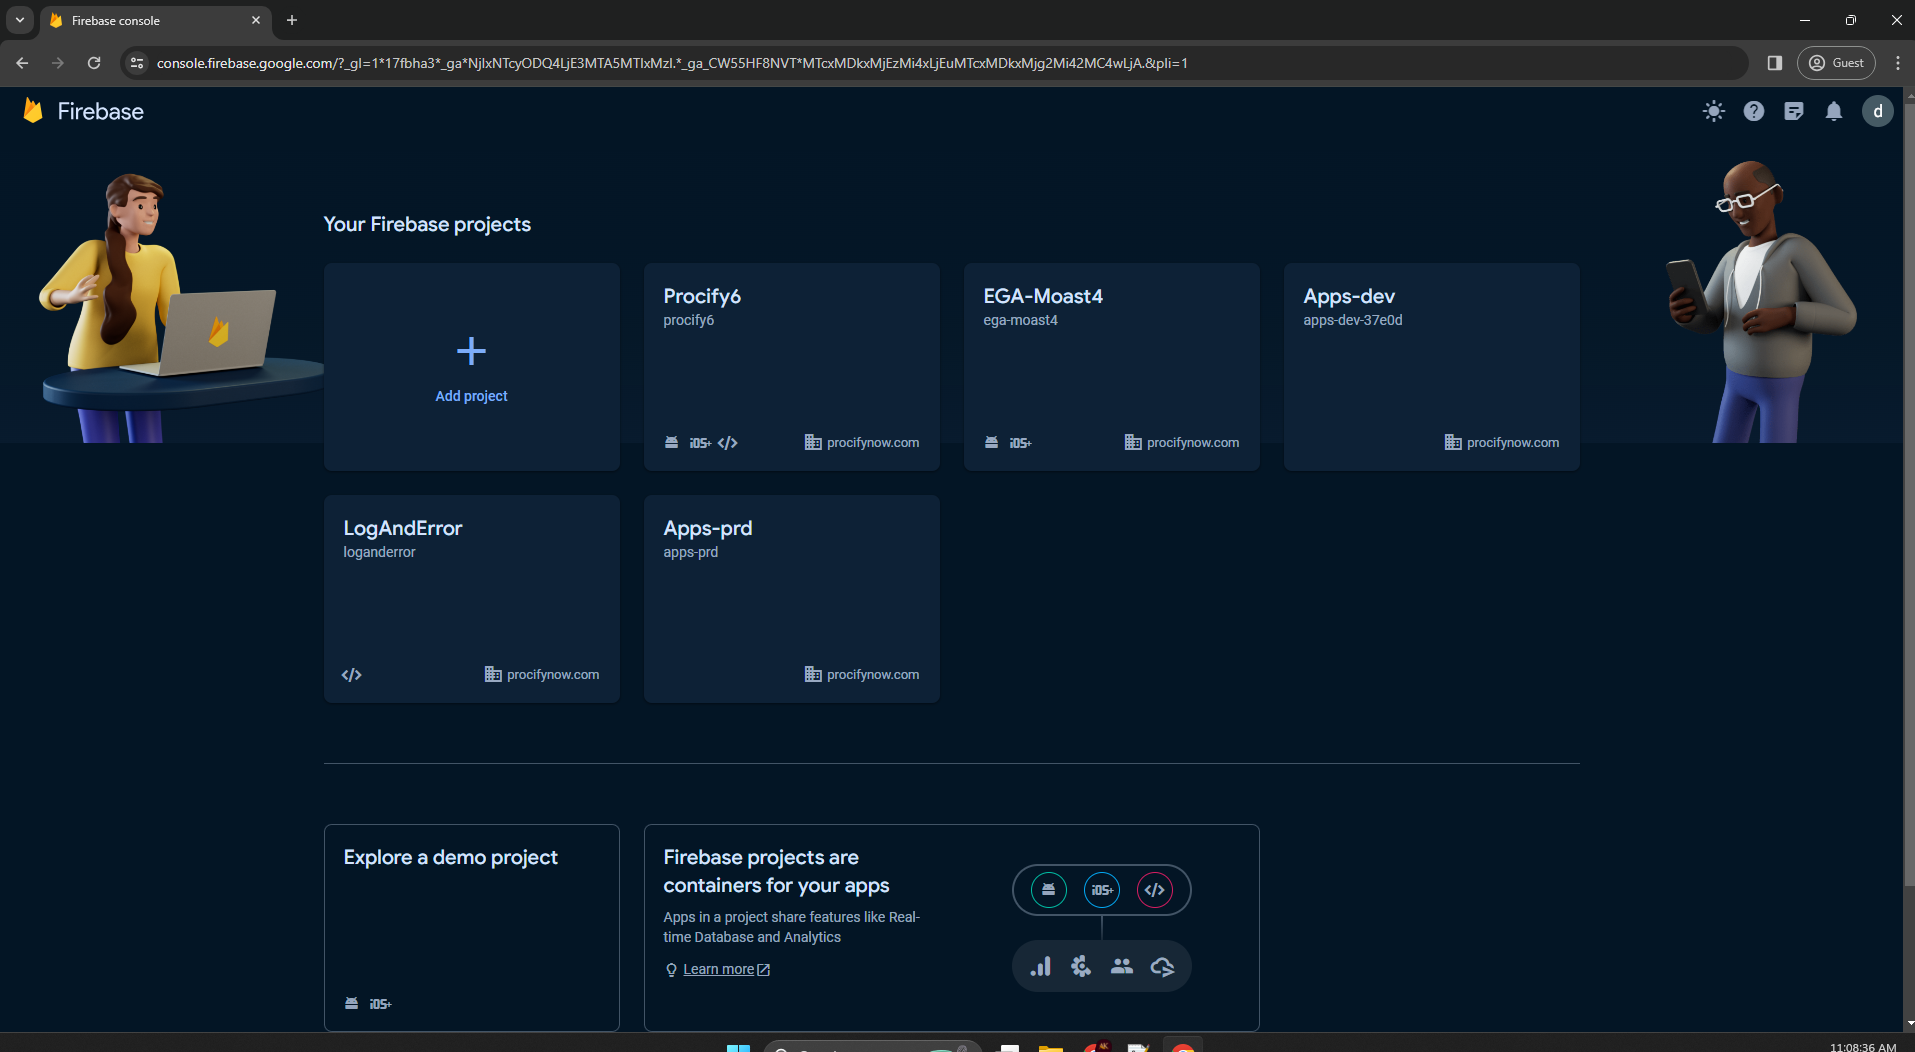 Firebase console
console.firebase.google.com/?_gl=1*17fbha3*_ga*NjIxNTcyODQ4LjE3MTA5MTIxMzI.*_ga_CW55HF8NVT*MTcxMDkxMjEzMi4xLjEuMTcxMDkxMjg2Mi42MC4wLjA.&pli=1
Guest
Firebase
d
Your Firebase projects
Add project
Procify6
procify6
iOS+ </>
procifynow.com
EGA-Moast4
ega-moast4
iOS+
procifynow.com
Apps-dev
apps-dev-37e0d
procifynow.com
LogAndError
loganderror
</>
procifynow.com
Apps-prd
apps-prd
procifynow.com
Explore a demo project
iOS+
Firebase projects are
containers for your apps
Apps in a project share features like Real-
time Database and Analytics
Learn more
iOS+ </>
11:08:36 AM